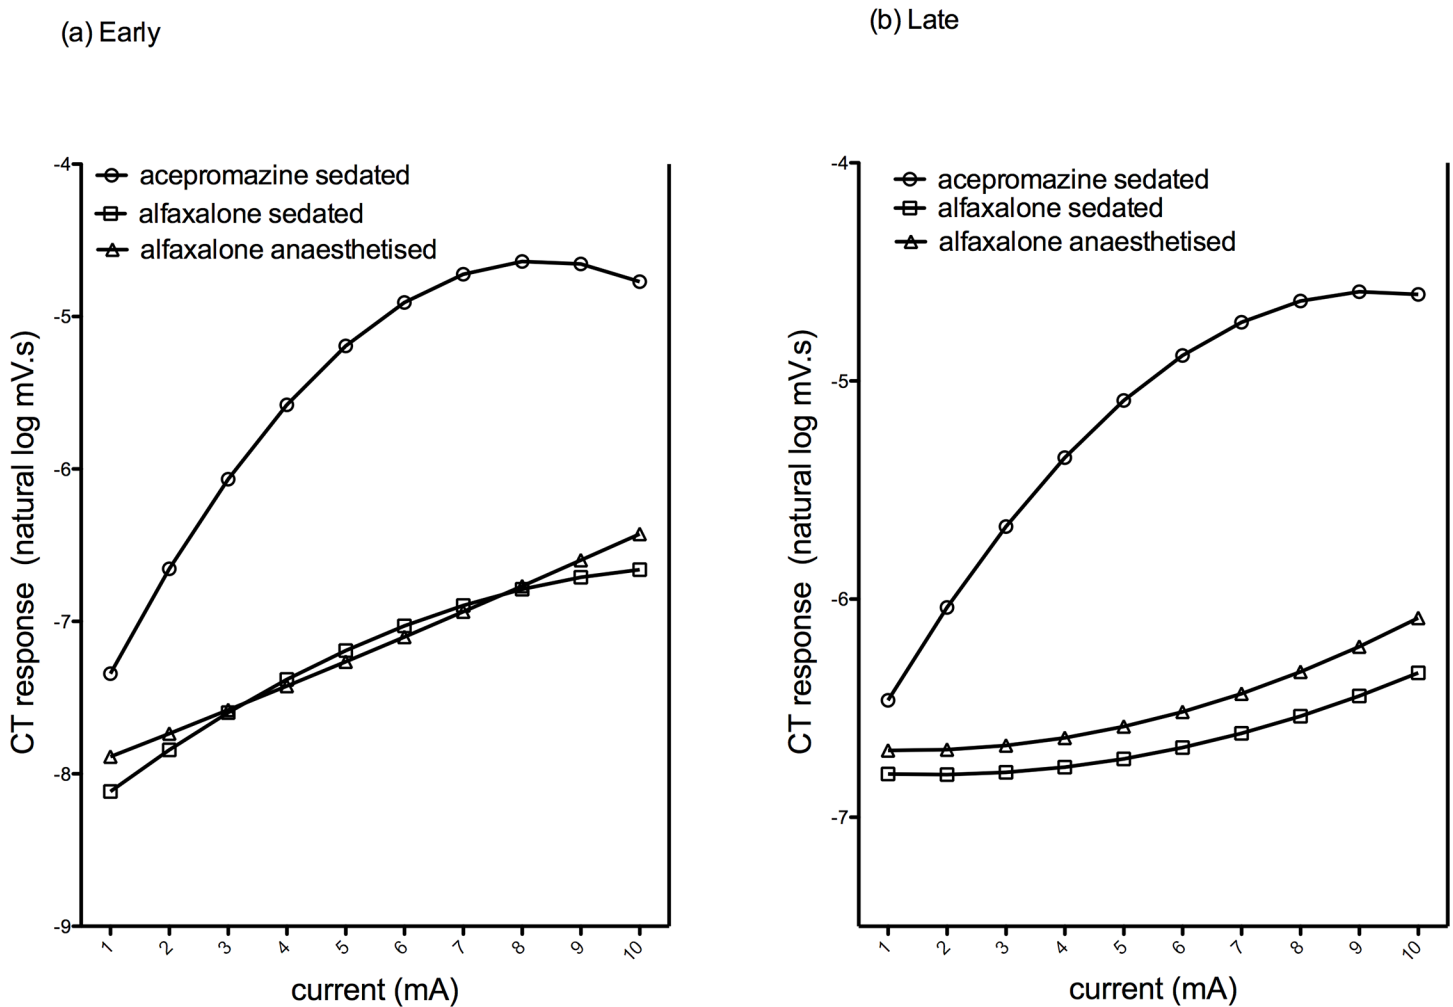 (a) Early
-4
acepromazine sedated
alfaxalone sedated
alfaxalone anaesthetised
-5
-6
-7
-8
-9
CT response (natural log mV.s)
1 2 3 4 5 6 7 8 9 10
current (mA)
(b) Late
-4
acepromazine sedated
alfaxalone sedated
alfaxalone anaesthetised
-5
-6
-7
CT response (natural log mV.s)
1 2 3 4 5 6 7 8 9 10
current (mA)